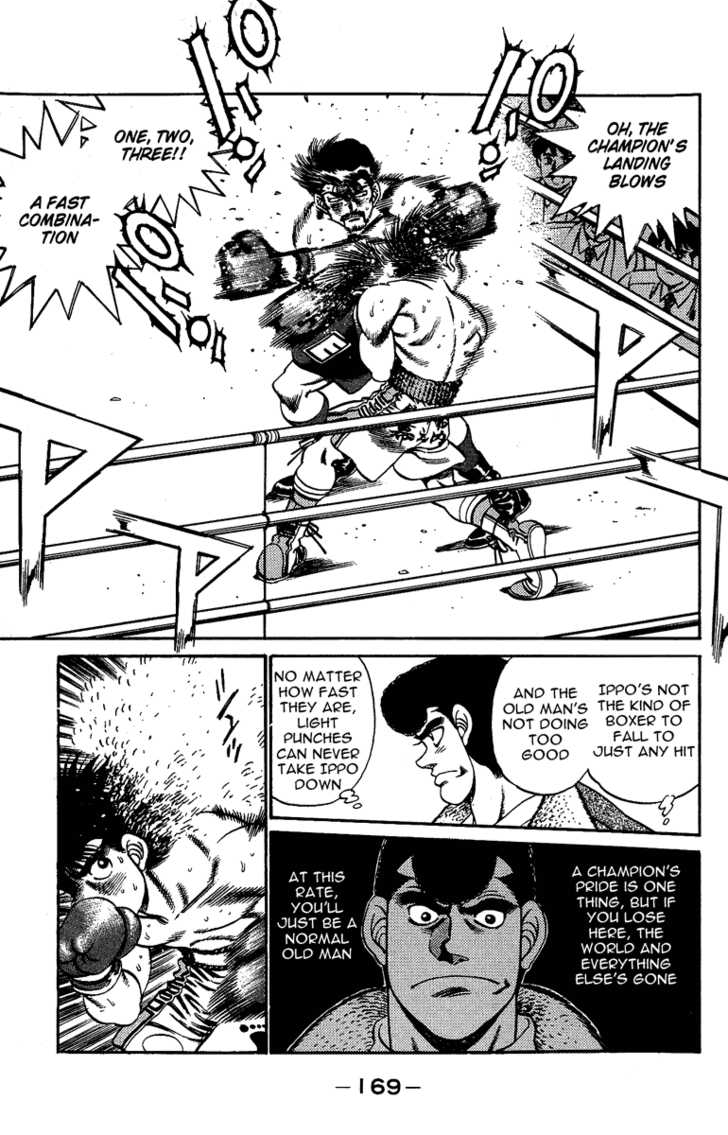 OH, THE
CHAMPION'S
LANDING
BLOWS
ONE, TWO,
THREE!!
A FAST
COMBINA-
TION
IPPO'S NOT
THE KIND OF
BOXER TO
FALL TO
JUST ANY HIT
AND THE
OLD MAN'S
NOT DOING
TOO
GOOD
NO MATTER
HOW FAST
THEY ARE,
LIGHT
PUNCHES
CAN NEVER
TAKE IPPO
DOWN
A CHAMPION'S
PRIDE IS ONE
THING, BUT IF
YOU LOSE
HERE, THE
WORLD AND
EVERYTHING
ELSE'S GONE
AT THIS
RATE,
YOU'LL
JUST BE A
NORMAL
OLD MAN
—169—